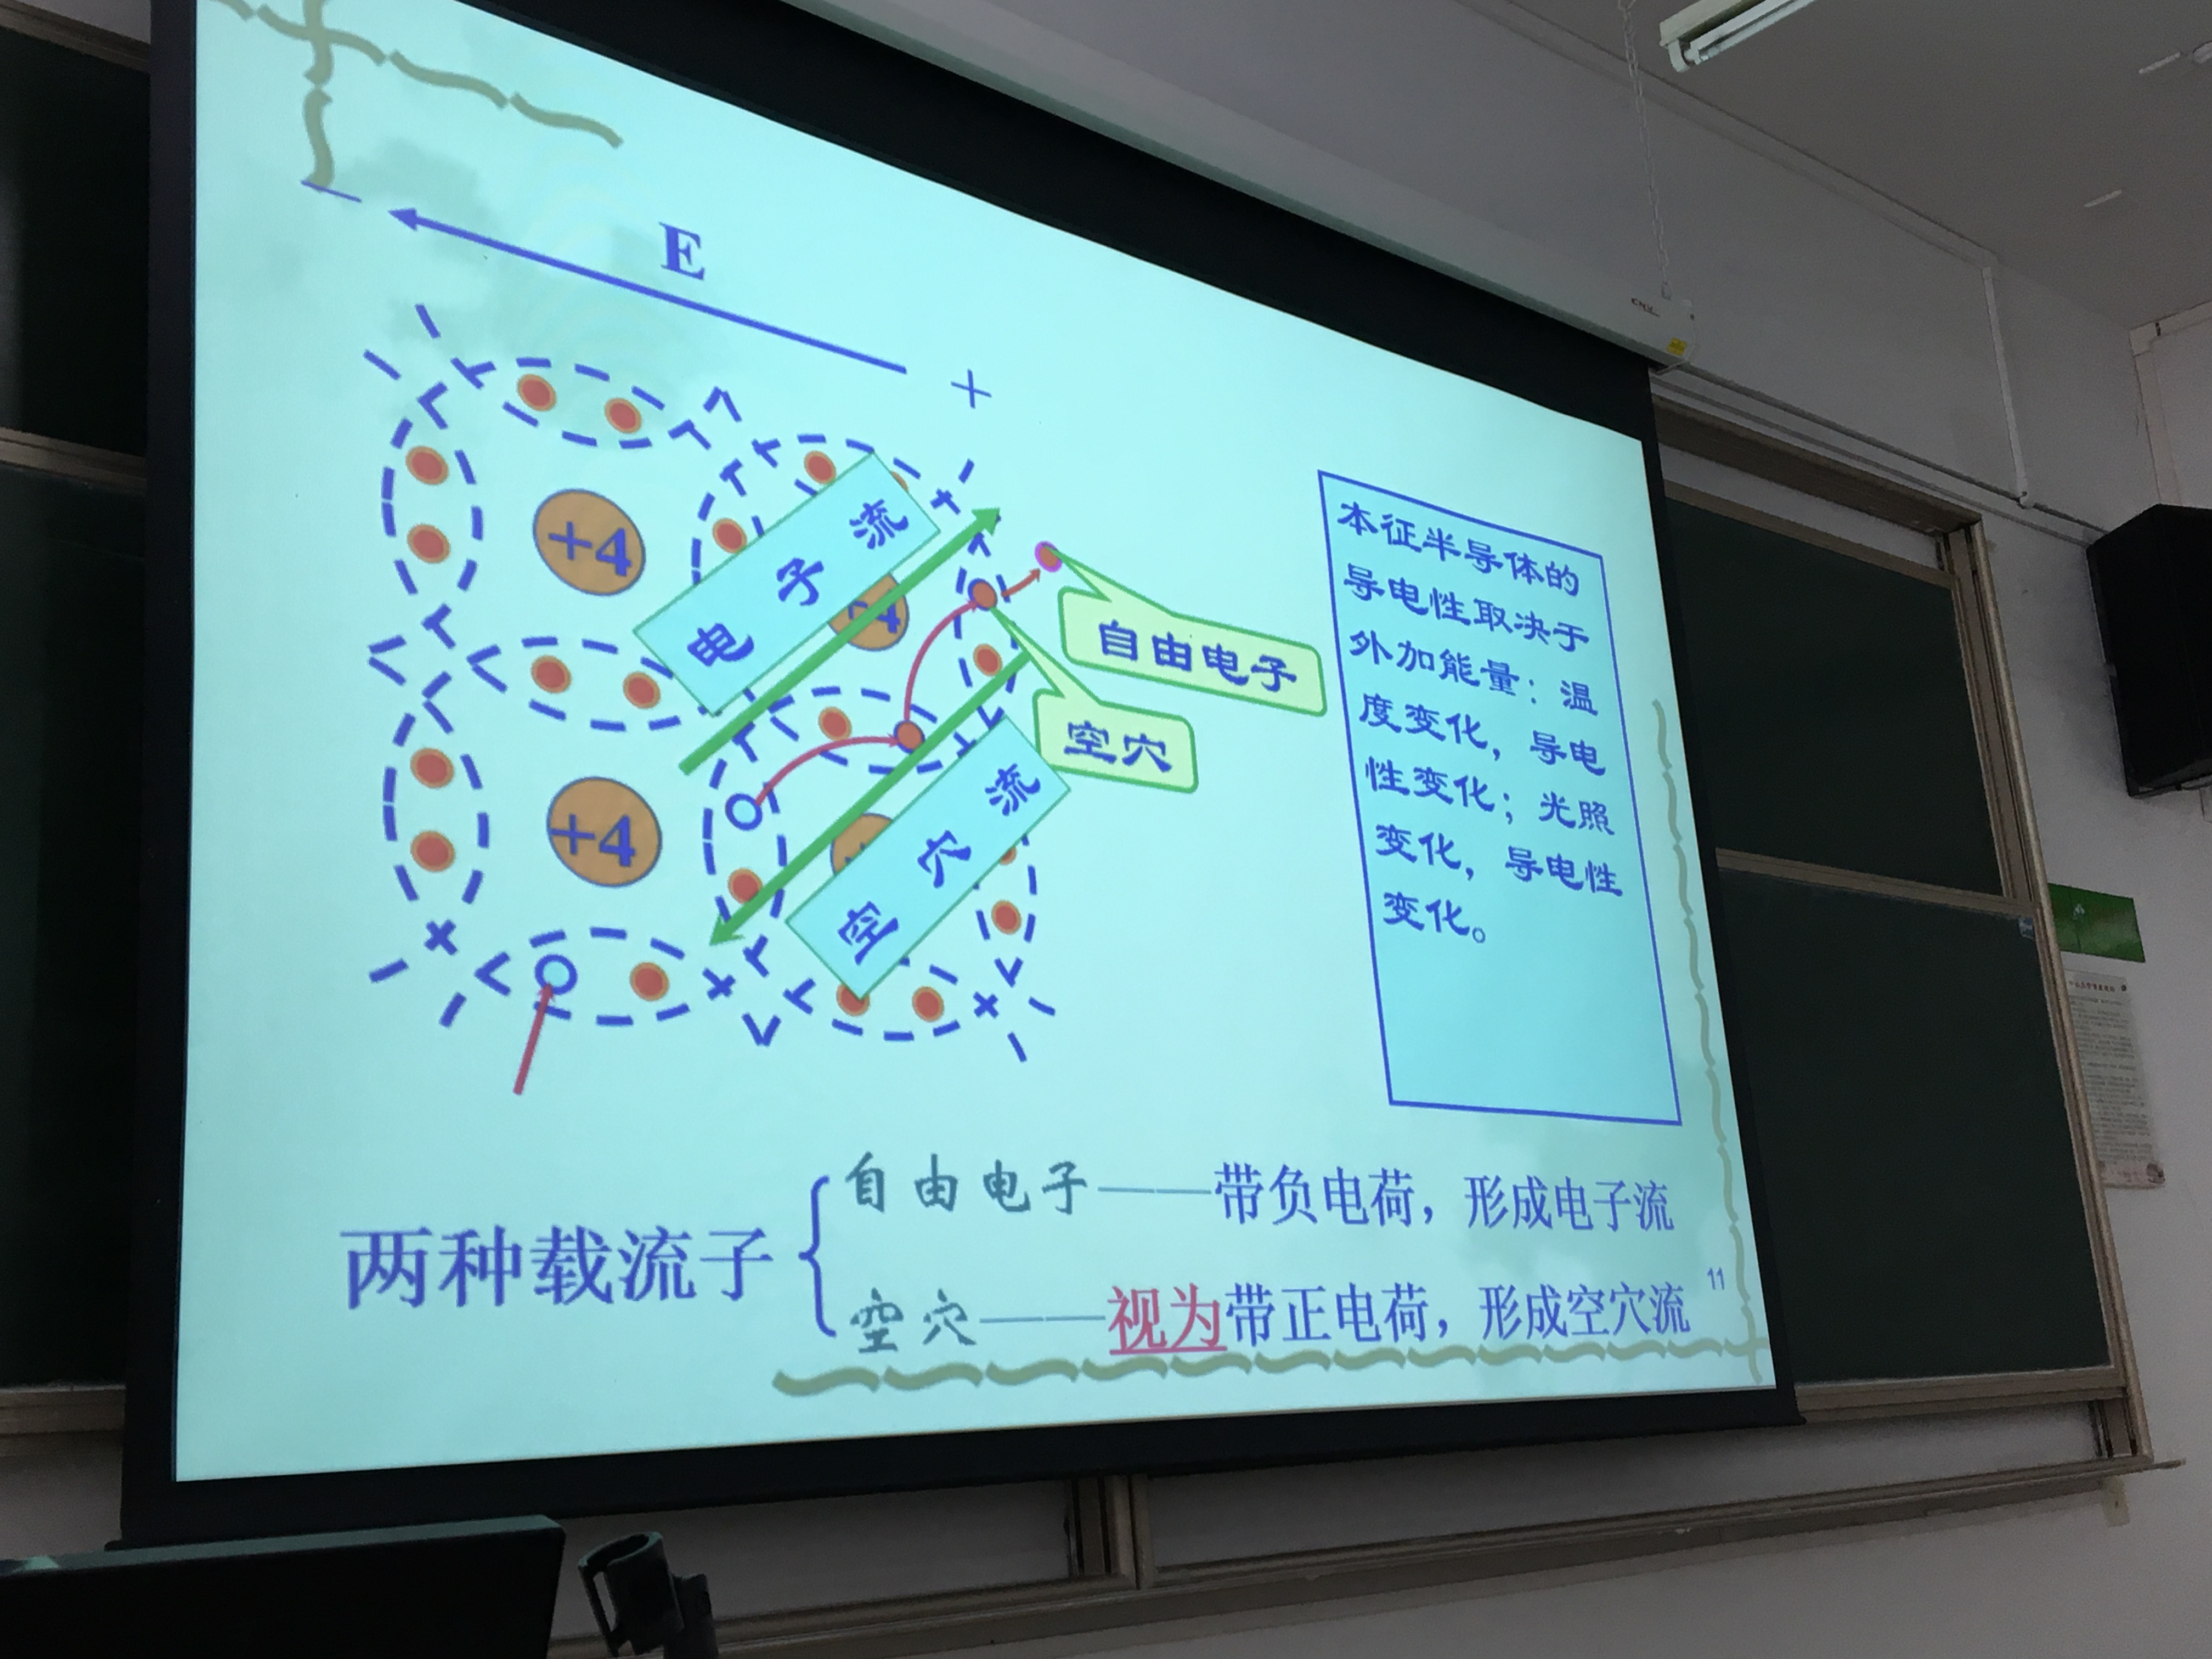 E
—
+
+4
电子流
+4
自由电子
空穴
+4
空穴流
本征半导体的
导电性取决于
外加能量：温
度变化，导电
性变化；光照
变化，导电性
变化。
两种载流子
自由电子——带负电荷，形成电子流
空穴——视为带正电荷，形成空穴流
11